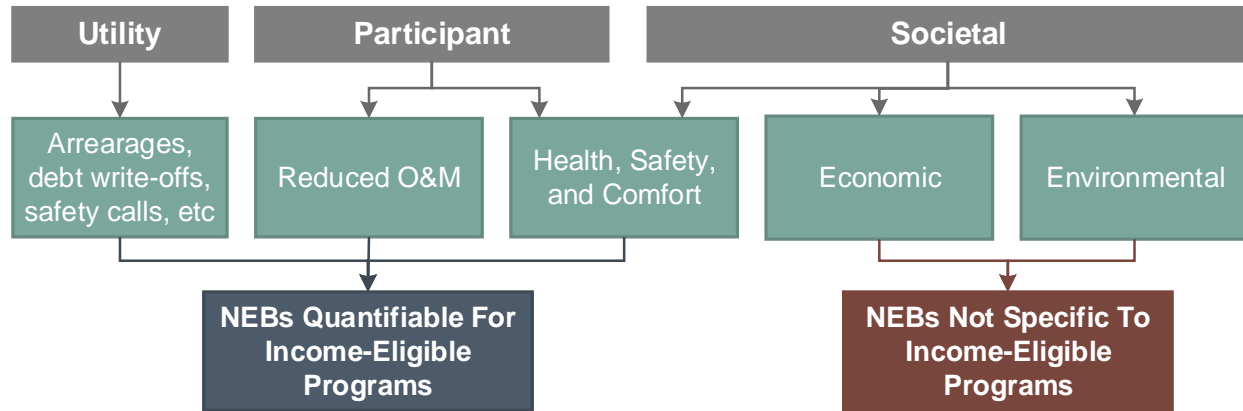 Utility
Participant
Societal
Arrearages,
debt write-offs,
safety calls, etc
Reduced O&M
Health, Safety,
and Comfort
Economic
Environmental
NEBs Quantifiable For
Income-Eligible
Programs
NEBs Not Specific To
Income-Eligible
Programs